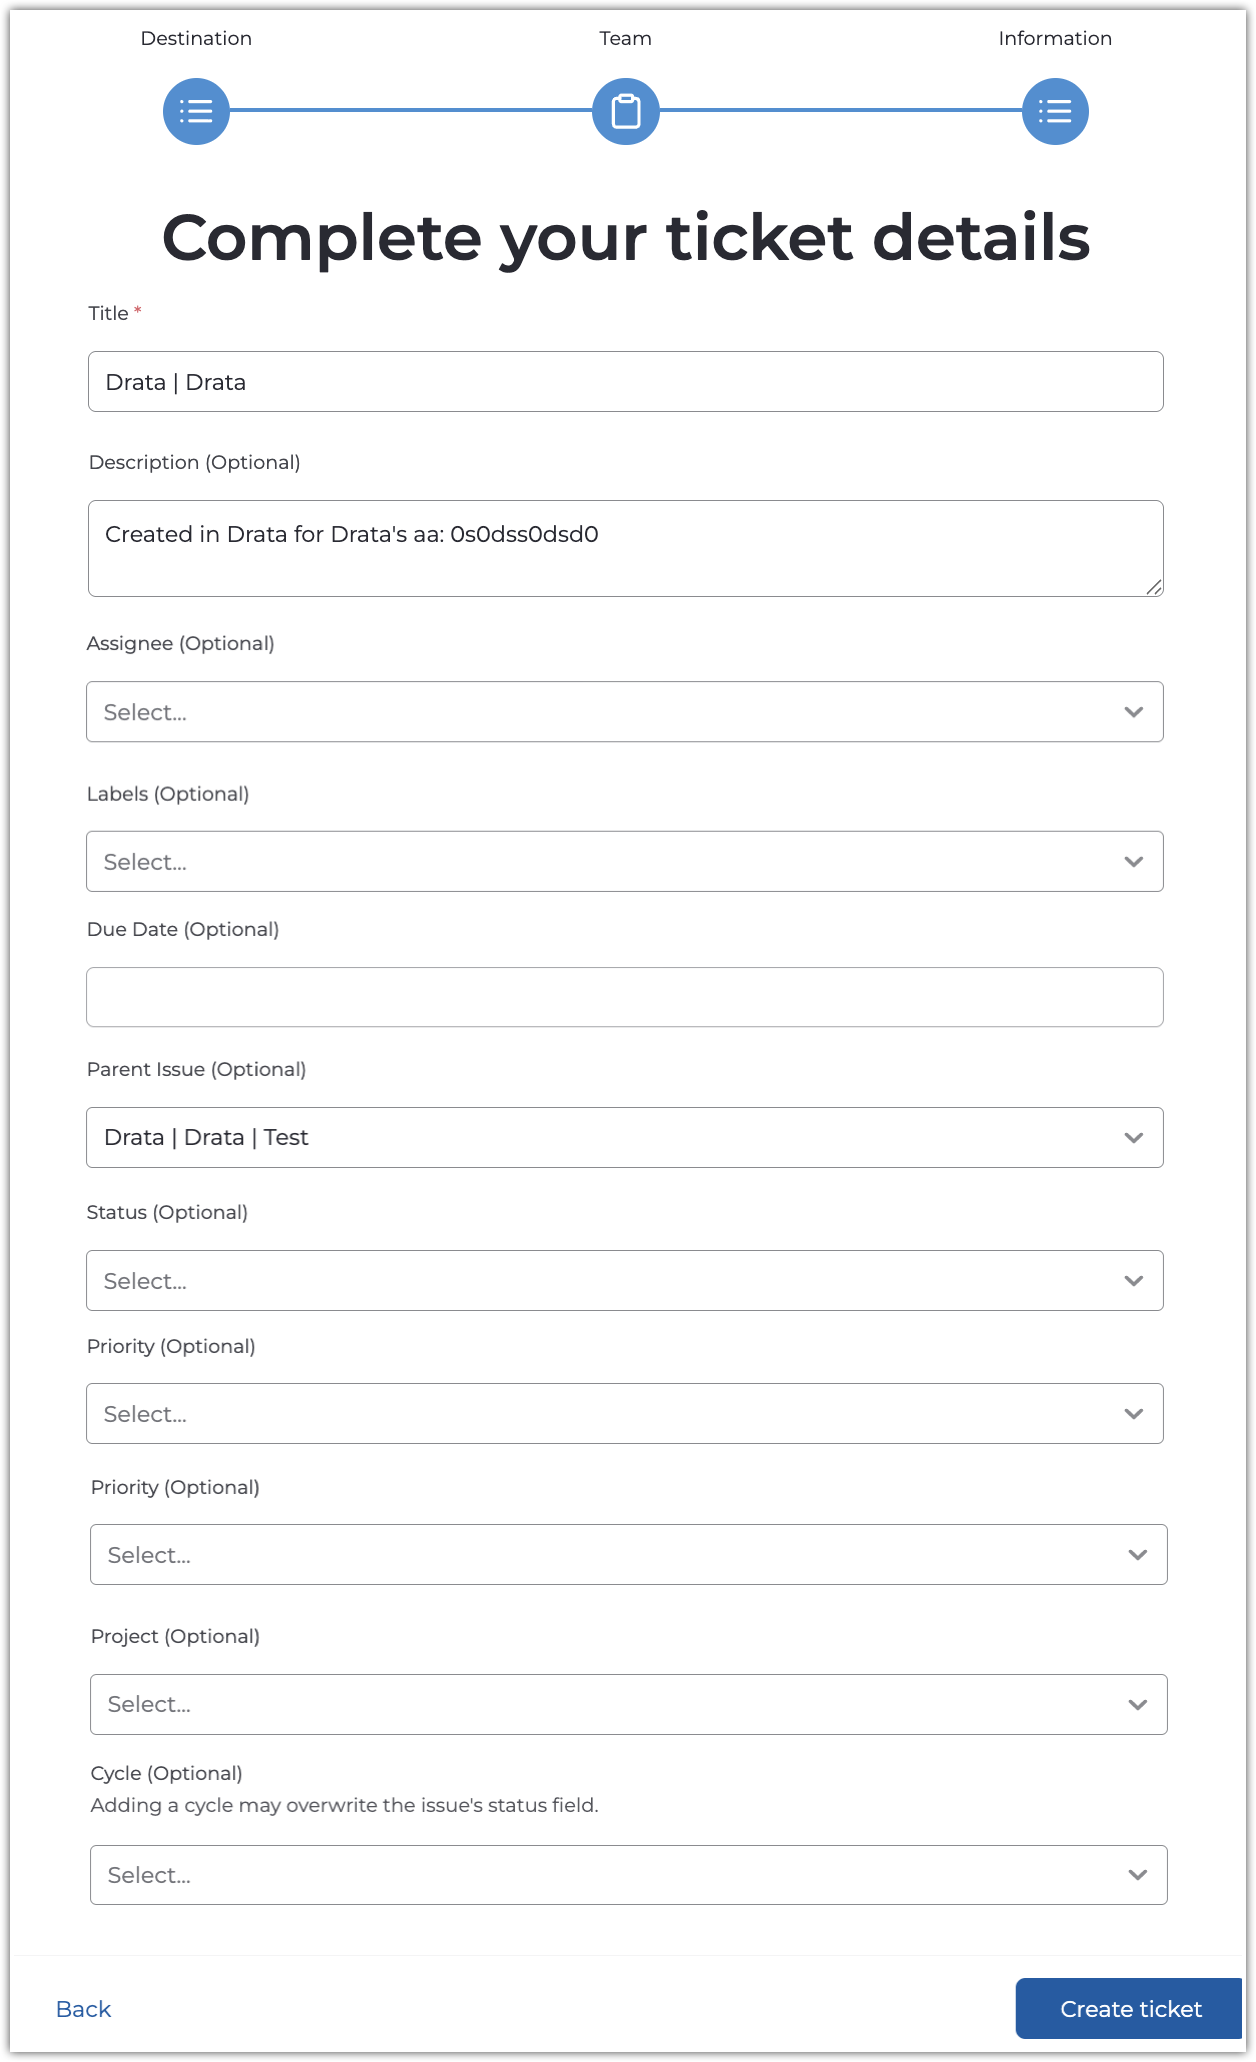 Destination
Team
Information
Complete your ticket details
Title *
Drata | Drata
Description (Optional)
Created in Drata for Drata's aa: 0s0dss0dsd0
Assignee (Optional)
Select...
Labels (Optional)
Select...
Due Date (Optional)
Parent Issue (Optional)
Drata | Drata | Test
Status (Optional)
Select...
Priority (Optional)
Select...
Priority (Optional)
Select...
Project (Optional)
Select...
Cycle (Optional)
Adding a cycle may overwrite the issue's status field.
Select...
Back
Create ticket